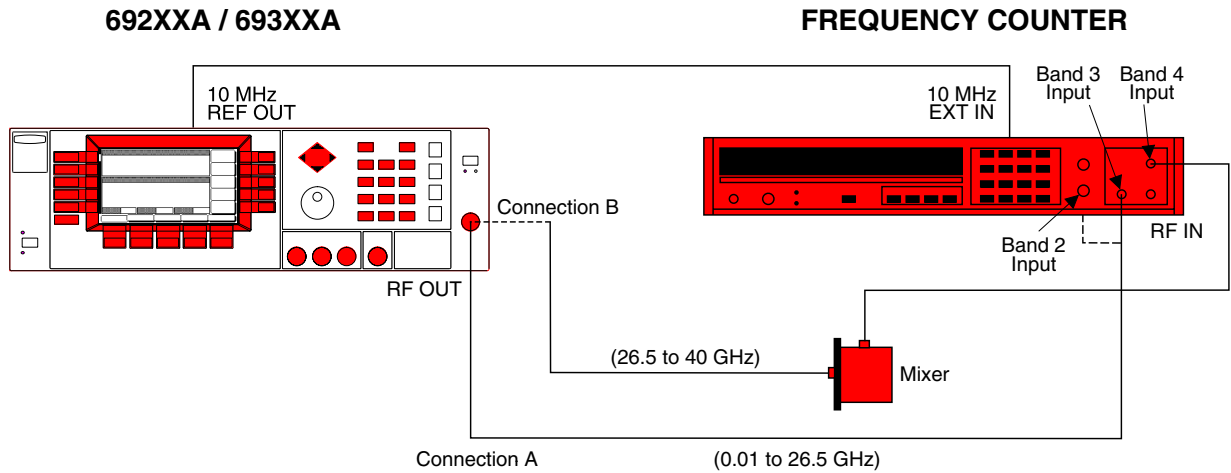 692XXA / 693XXA
FREQUENCY COUNTER
10 MHz
REF OUT
10 MHz
EXT IN
Band 3
Input
Band 4
Input
Connection B
RF OUT
Band 2
Input
RF IN
(26.5 to 40 GHz)
Mixer
Connection A
(0.01 to 26.5 GHz)